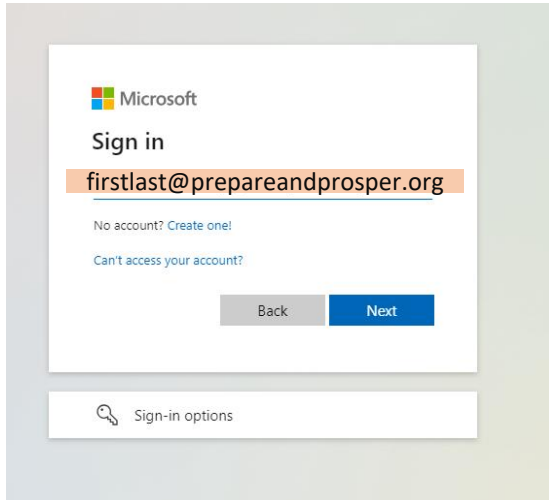 Microsoft
Sign in
firstlast@prepareandprosper.org
No account? Create one!
Can't access your account?
Back Next
Sign-in options